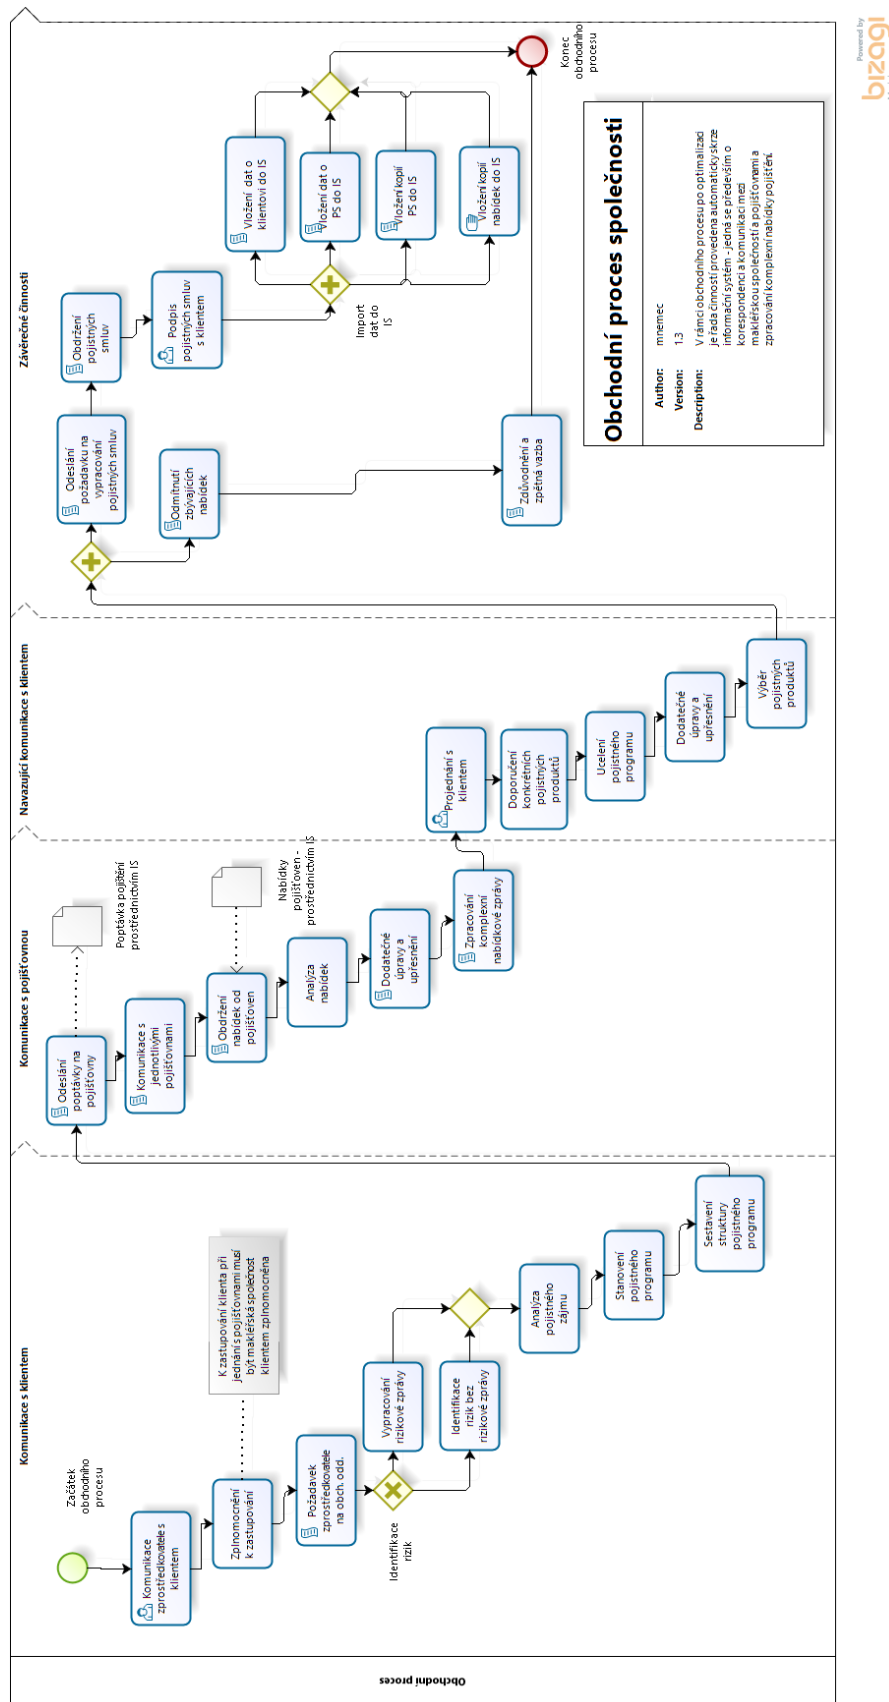 Obchodní proces
Komunikace s klientem
Začátek
obchodního
procesu
Komunikace
zprostředkovatele s
klientem
Zplnomocnění
k zastupování
K zastupování klienta při
jednání s pojišťovnami musí
být makléřská společnost
klientem zplnomocněna
Požadavek
zprostředkovatele
na obch. odd.
Identifikace
rizik
Vypracování
rizikové zprávy
Identifikace
rizik bez
rizikové zprávy
Analýza
pojistného
zájmu
Stanovení
pojistného
programu
Sestavení
struktury
pojistného
programu
Komunikace s pojišťovnou
Odeslání
poptávky na
pojišťovny
Poptávka pojištění
prostřednictvím IS
Komunikace s
jednotlivými
pojišťovnami
Obdržení
nabídek od
pojišťoven
Nabídky
pojišťoven -
prostřednictvím IS
Analýza
nabídek
Dodatečné
úpravy a
upřesnění
Zpracování
komplexní
nabídkové zprávy
Navazující komunikace s klientem
Projednání s
klientem
Doporučení
konkrétních
pojistných
produktů
Ucelení
pojistného
programu
Dodatečné
úpravy a
upřesnění
Výběr
pojistných
produktů
Závěrečné činnosti
Odeslání
požadavku na
vypracování
pojistných smluv
Obdržení
pojistných
smluv
Odmítnutí
zbývajících
nabídek
Podpis
pojistných smluv
s klientem
Import
dat do
IS
Vložení dat o
klientovi do IS
Vložení dat o
PS do IS
Vložení kopií
PS do IS
Vložení kopií
nabídek do IS
Zdůvodnění a
zpětná vazba
Konec
obchodního
procesu
Obchodní proces společnosti
Author: mnemec
Version: 1.3
Description: V rámci obchodního procesu po optimalizaci
je řada činností provedena automaticky skrze
informační systém - jedná se především o
korespondenci a komunikaci mezi
makléřskou společností a pojišťovnami a
zpracování komplexní nabídky pojištění.
Powered by
bizagi